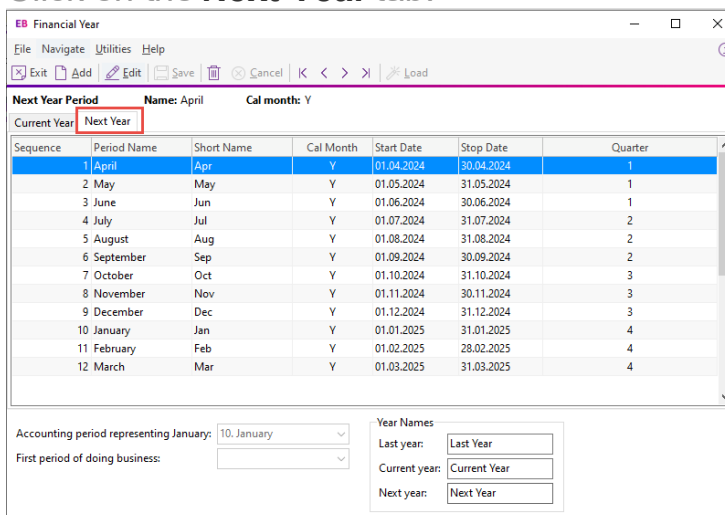 EB Financial Year
File Navigate Utilities Help
Exit Add Edit Save Cancel Load
Next Year Period Name: April Cal month: Y
Current Year Next Year
Sequence Period Name Short Name Cal Month Start Date Stop Date Quarter
1 April Apr Y 01.04.2024 30.04.2024 1
2 May May Y 01.05.2024 31.05.2024 1
3 June Jun Y 01.06.2024 30.06.2024 1
4 July Jul Y 01.07.2024 31.07.2024 2
5 August Aug Y 01.08.2024 31.08.2024 2
6 September Sep Y 01.09.2024 30.09.2024 2
7 October Oct Y 01.10.2024 31.10.2024 3
8 November Nov Y 01.11.2024 30.11.2024 3
9 December Dec Y 01.12.2024 31.12.2024 3
10 January Jan Y 01.01.2025 31.01.2025 4
11 February Feb Y 01.02.2025 28.02.2025 4
12 March Mar Y 01.03.2025 31.03.2025 4
Accounting period representing January: 10. January
First period of doing business:
Year Names
Last year: Last Year
Current year: Current Year
Next year: Next Year